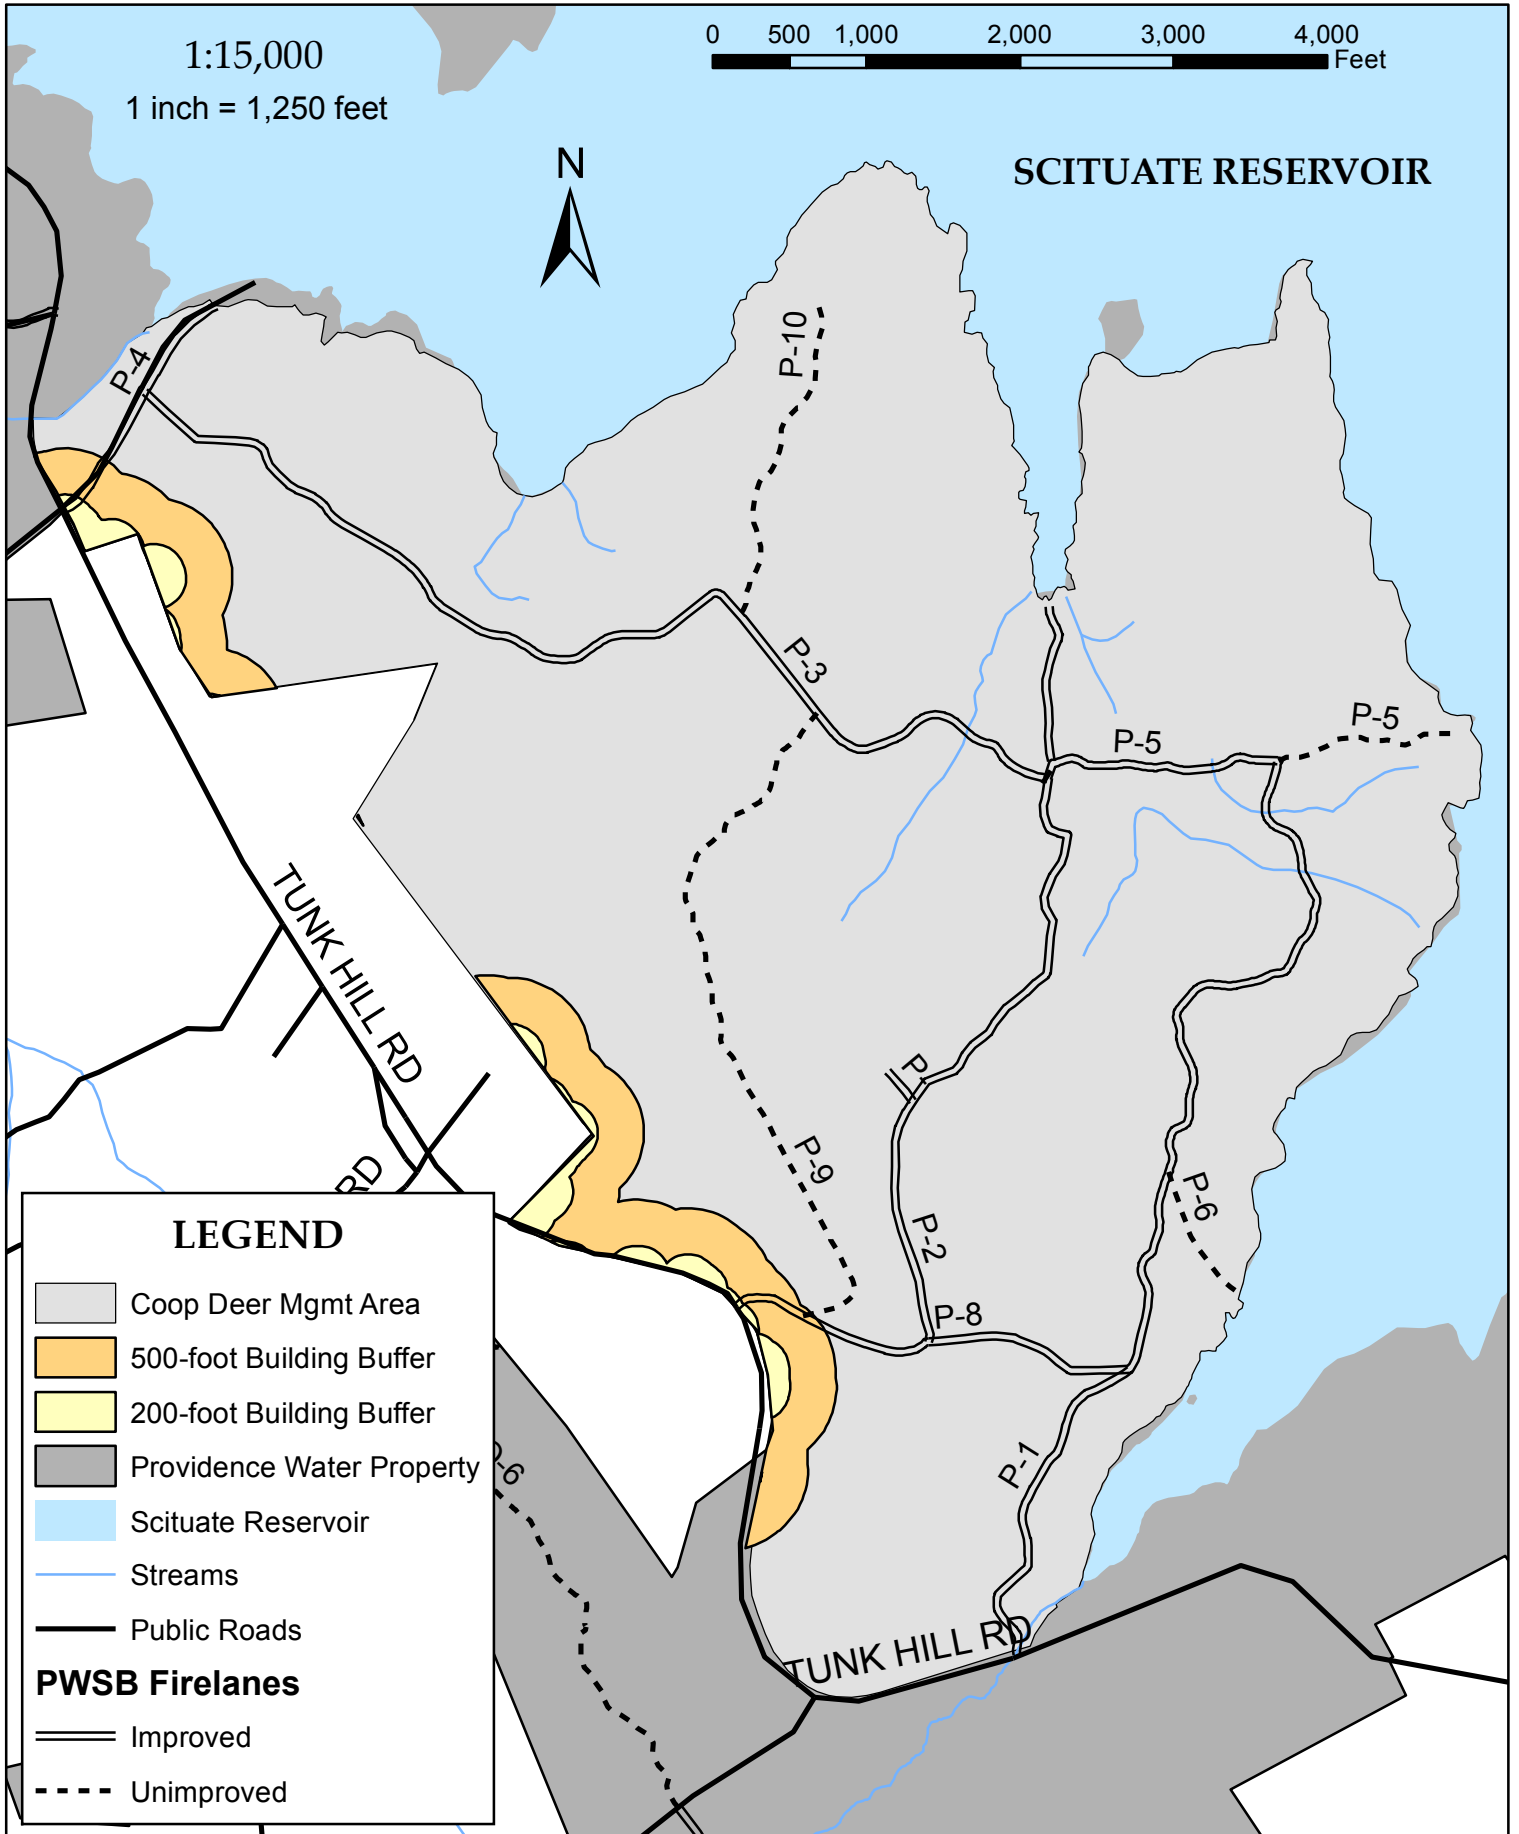 1:15,000
1 inch = 1,250 feet
0 500 1,000 2,000 3,000 4,000
Feet
N
SCITUATE RESERVOIR
P-10
P-4
P-3
P-5
P-5
TUNK HILL RD
P
P-9
P-6
RD
P-2
P-8
P-1
-6
TUNK HILL RD
LEGEND
Coop Deer Mgmt Area
500-foot Building Buffer
200-foot Building Buffer
Providence Water Property
Scituate Reservoir
Streams
Public Roads
PWSB Firelanes
Improved
Unimproved